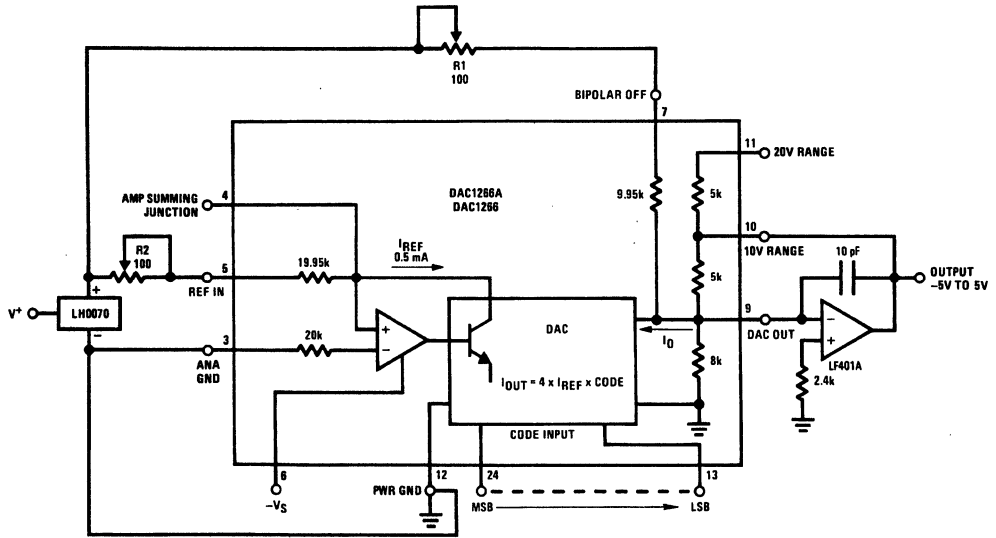 R1
100
BIPOLAR OFF
7
11
20V RANGE
DAC1266A
DAC1266
9.95k
5k
AMP SUMMING
JUNCTION
4
10
10V RANGE
IREF
0.5 mA
R2
100
5
REF IN
19.95k
5k
10 pF
OUTPUT
−5V TO 5V
+
V+
LH0070
−
DAC
9
DAC OUT
IO
+
−
−
+
LF401A
3
ANA
GND
20k
8k
2.4k
IOUT = 4 x IREF x CODE
CODE INPUT
6
−VS
12
PWR GND
24
MSB
13
LSB